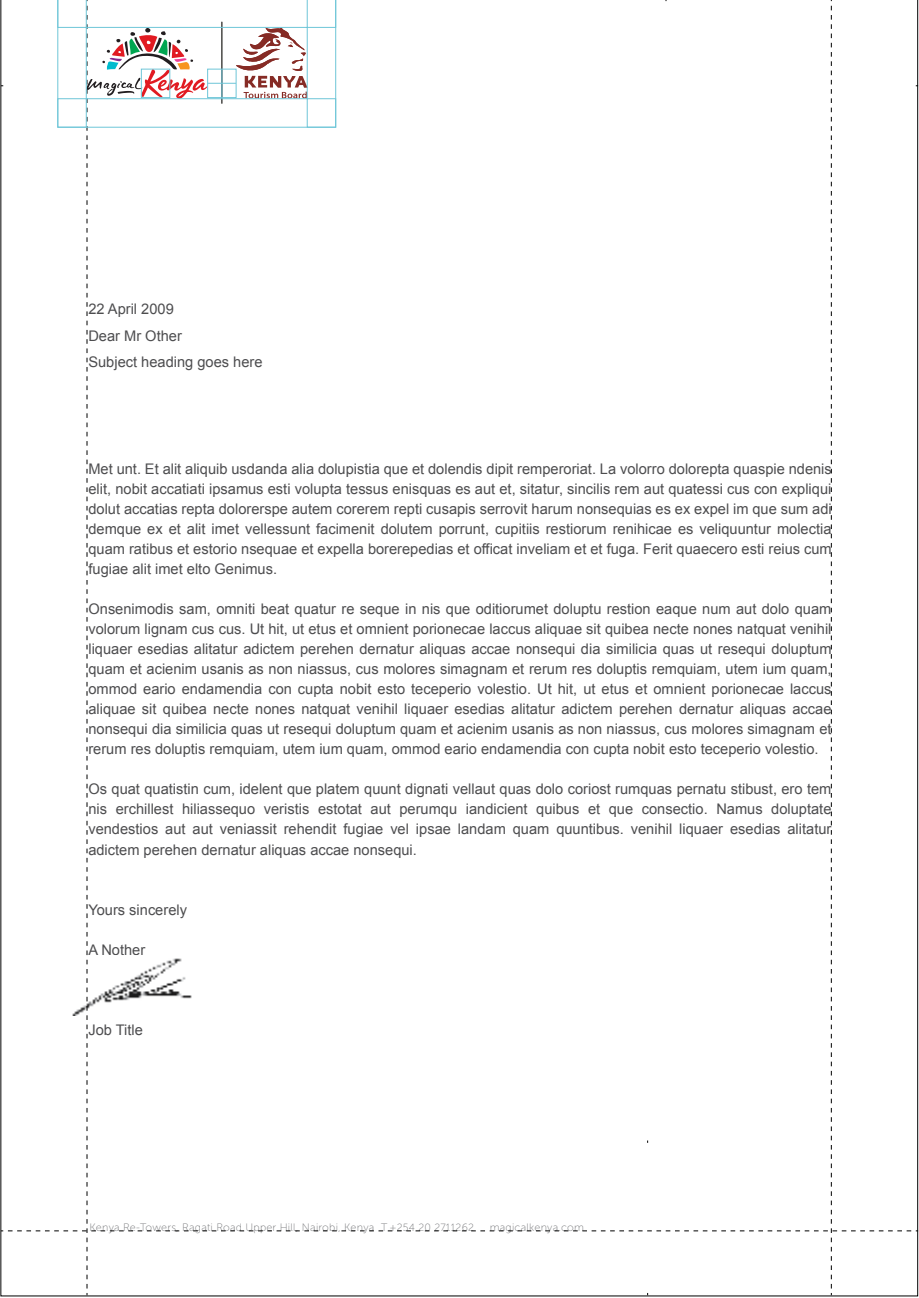 magical Kenya
KENYA
Tourism Board
22 April 2009
Dear Mr Other
Subject heading goes here
Met unt. Et alit aliquib usdanda alia dolupistia que et dolendis dipit remperoriat. La volorro dolorepta quaspie ndenis
elit, nobit accatiati ipsamus esti volupta tessus enisquas es aut et, sitatur, sincilis rem aut quatessi cus con expliqui
dolut accatias repta dolorerspe autem corerem repti cusapis serrovit harum nonsequias es ex expel im que sum adi
demque ex et alit imet vellessunt facimenit dolutem porrunt, cupitiis restiorum renihicae es veliquuntur molectia
quam ratibus et estorio nsequae et expella borerepedias et officat inveliam et et fuga. Ferit quaecero esti reius cum
fugiae alit imet elto Genimus.
Onsenimodis sam, omniti beat quatur re seque in nis que oditiorumet doluptu restion eaque num aut dolo quam
volorum lignam cus cus. Ut hit, ut etus et omnient porionecae laccus aliquae sit quibea necte nones natquat venihil
liquaer esedias alitatur adictem perehen dernatur aliquas accae nonsequi dia similicia quas ut resequi doluptum
quam et acienim usanis as non niassus, cus molores simagnam et rerum res doluptis remquiam, utem ium quam,
ommod eario endamendia con cupta nobit esto teceperio volestio. Ut hit, ut etus et omnient porionecae laccus
aliquae sit quibea necte nones natquat venihil liquaer esedias alitatur adictem perehen dernatur aliquas accae
nonsequi dia similicia quas ut resequi doluptum quam et acienim usanis as non niassus, cus molores simagnam et
rerum res doluptis remquiam, utem ium quam, ommod eario endamendia con cupta nobit esto teceperio volestio.
Os quat quatistin cum, idelent que platem quunt dignati vellaut quas dolo coriost rumquas pernatu stibust, ero tem
nis erchillest hiliassequo veristis estotat aut perumqu iandicient quibus et que consectio. Namus doluptate
vendestios aut aut veniassit rehendit fugiae vel ipsae landam quam quuntibus. venihil liquaer esedias alitatur
adictem perehen dernatur aliquas accae nonsequi.
Yours sincerely
A Nother
Job Title
Kenya Re-Towers, Ragati Road Upper Hill, Nairobi, Kenya T +254 20 2711262 magicalkenya.com